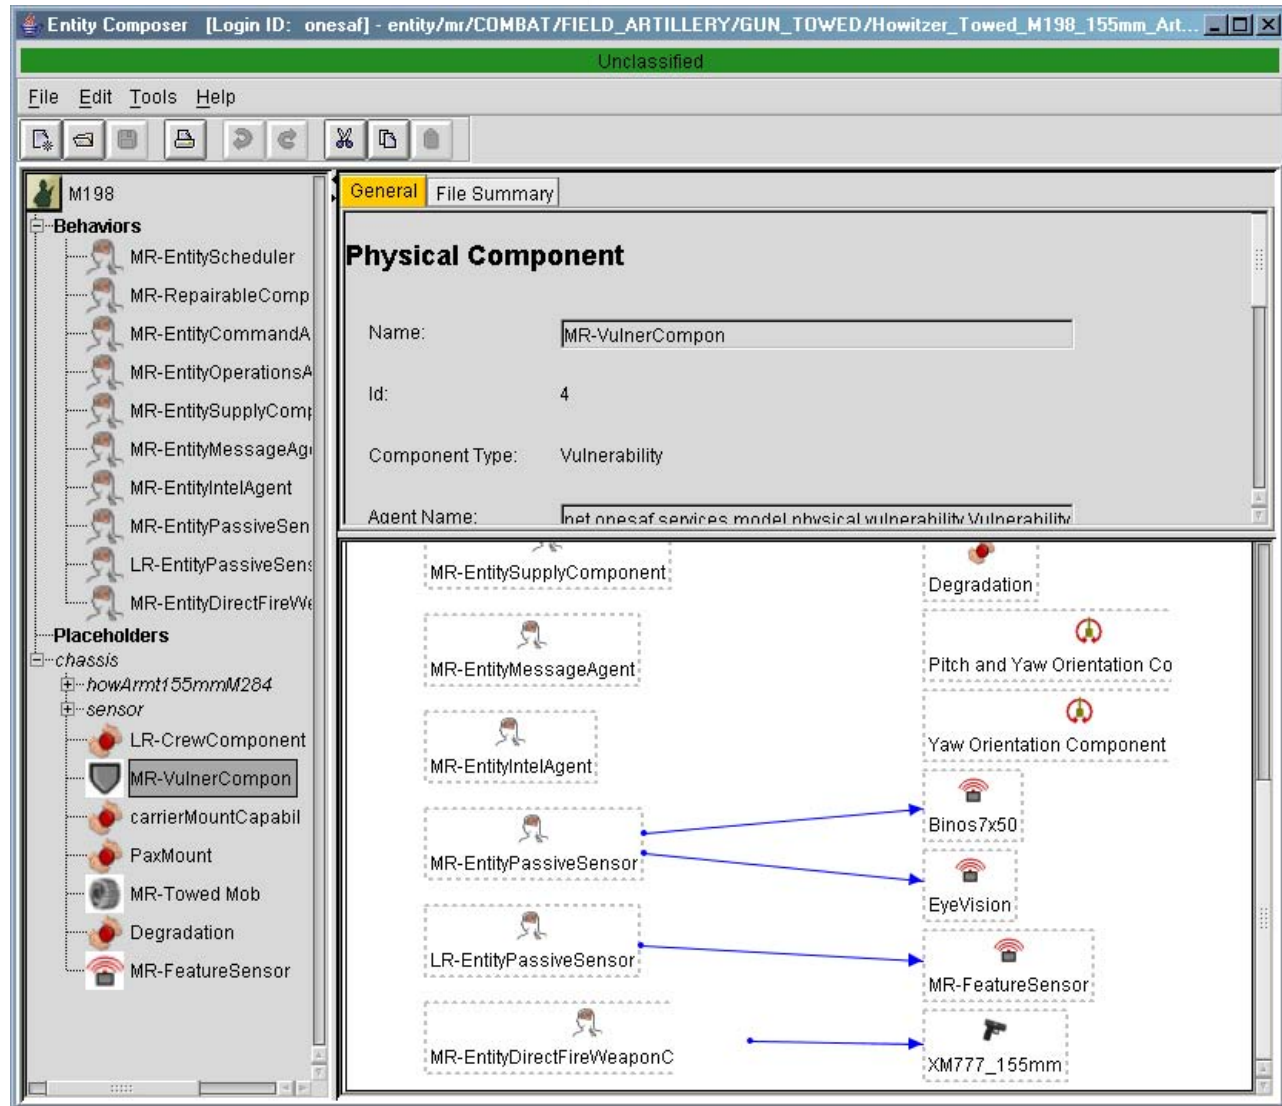 Entity Composer [Login ID: onesaf] - entity/mr/COMBAT/FIELD_ARTILLERY/GUN_TOWED/Howitzer_Towed_M198_155mm_Art...
Unclassified
File Edit Tools Help
M198
Behaviors
MR-EntityScheduler
MR-RepairableComp
MR-EntityCommandA
MR-EntityOperationsA
MR-EntitySupplyComp
MR-EntityMessageAge
MR-EntityIntelAgent
MR-EntityPassiveSen
LR-EntityPassiveSens
MR-EntityDirectFireWe
Placeholders
chassis
howArmt155mmM284
sensor
LR-CrewComponent
MR-VulnerCompon
carrierMountCapabil
PaxMount
MR-Towed Mob
Degradation
MR-FeatureSensor
General File Summary
Physical Component
Name: MR-VulnerCompon
Id: 4
Component Type: Vulnerability
Agent Name: net.onesaf.services.model.physical.vulnerability.Vulnerability
MR-EntitySupplyComponent
MR-EntityMessageAgent
MR-EntityIntelAgent
MR-EntityPassiveSensor
LR-EntityPassiveSensor
MR-EntityDirectFireWeaponC
Degradation
Pitch and Yaw Orientation Co
Yaw Orientation Component
Binos7x50
EyeVision
MR-FeatureSensor
XM777_155mm